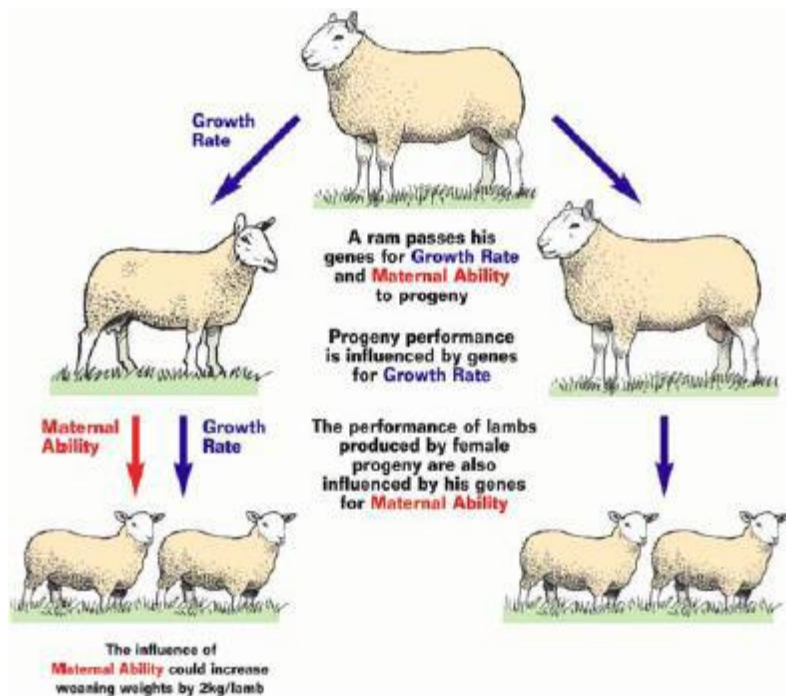 Growth
Rate
A ram passes his
genes for Growth Rate
and Maternal Ability
to progeny
Progeny performance
is influenced by genes
for Growth Rate
Maternal
Ability
Growth
Rate
The performance of lambs
produced by female
progeny are also
influenced by his genes
for Maternal Ability
The influence of
Maternal Ability could increase
weaning weights by 2kg/lamb